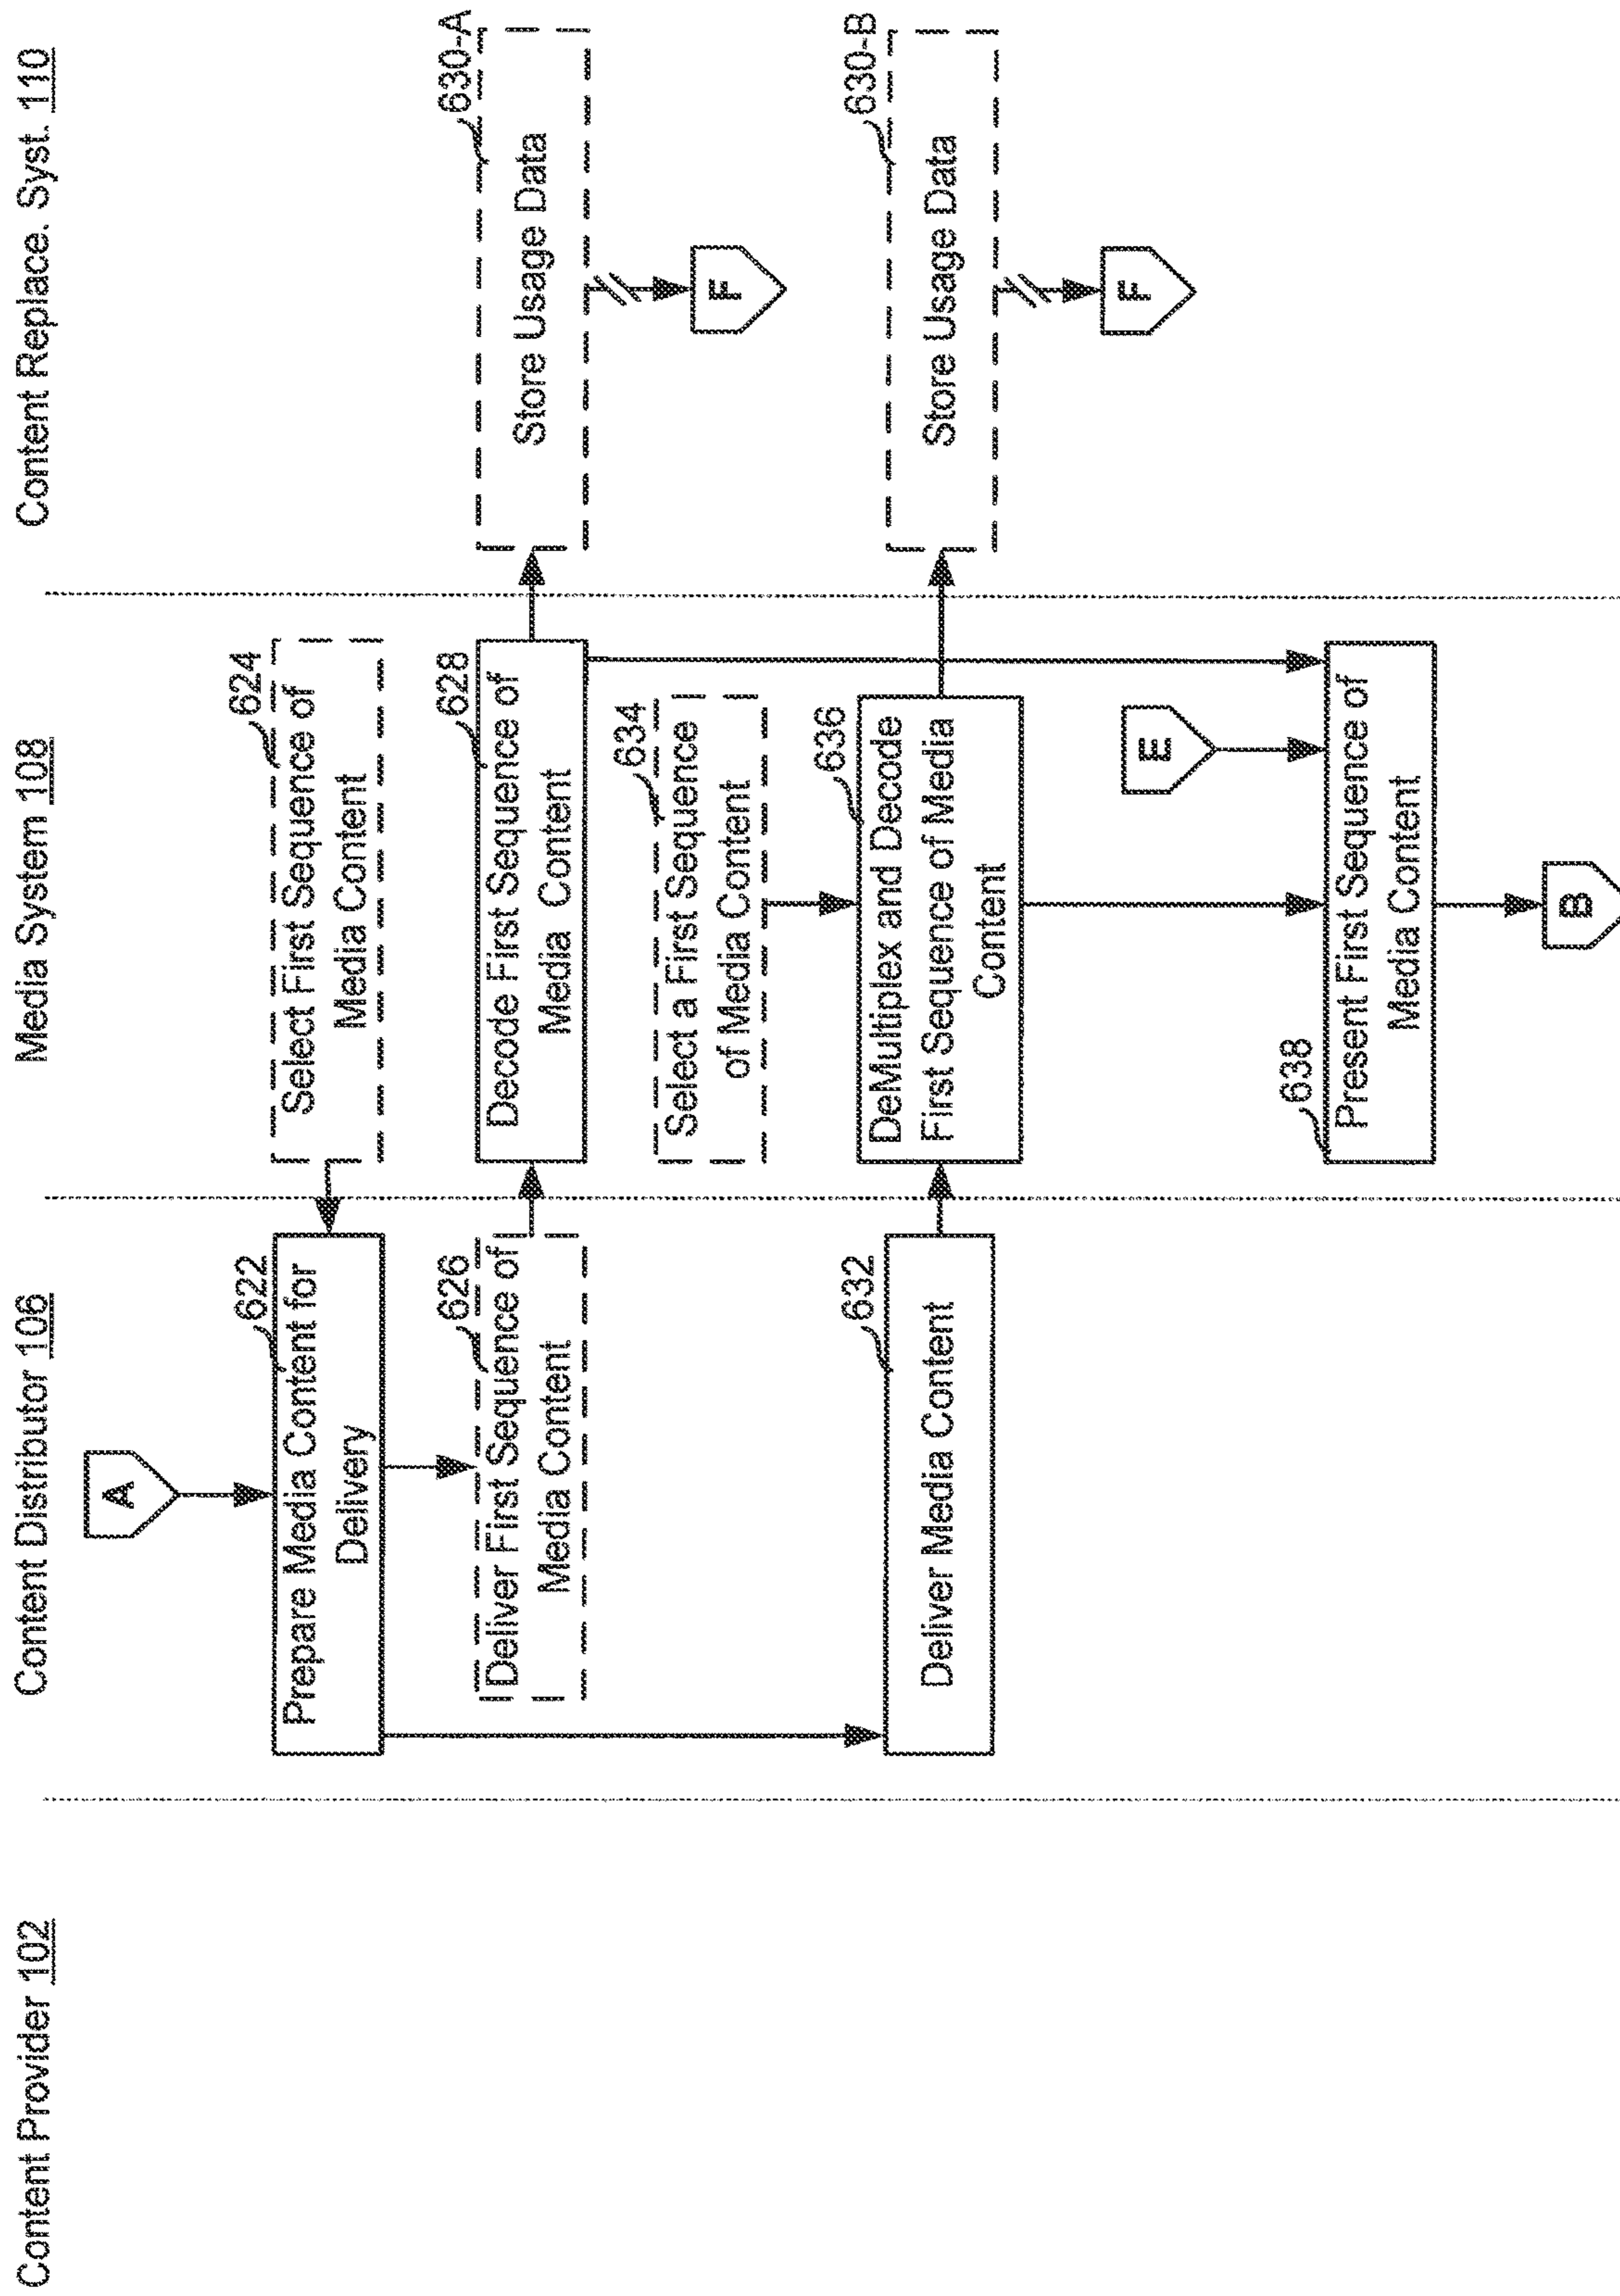 Content Provider 102
Content Distributor 106
Media System 108
Content Replace. Syst. 110
A
622
Prepare Media Content for
Delivery
624
Select First Sequence of
Media Content
626
Deliver First Sequence of
Media Content
628
Decode First Sequence of
Media Content
630-A
Store Usage Data
F
634
Select a First Sequence
of Media Content
632
Deliver Media Content
636
DeMultiplex and Decode
First Sequence of Media
Content
630-B
Store Usage Data
F
E
638
Present First Sequence of
Media Content
B